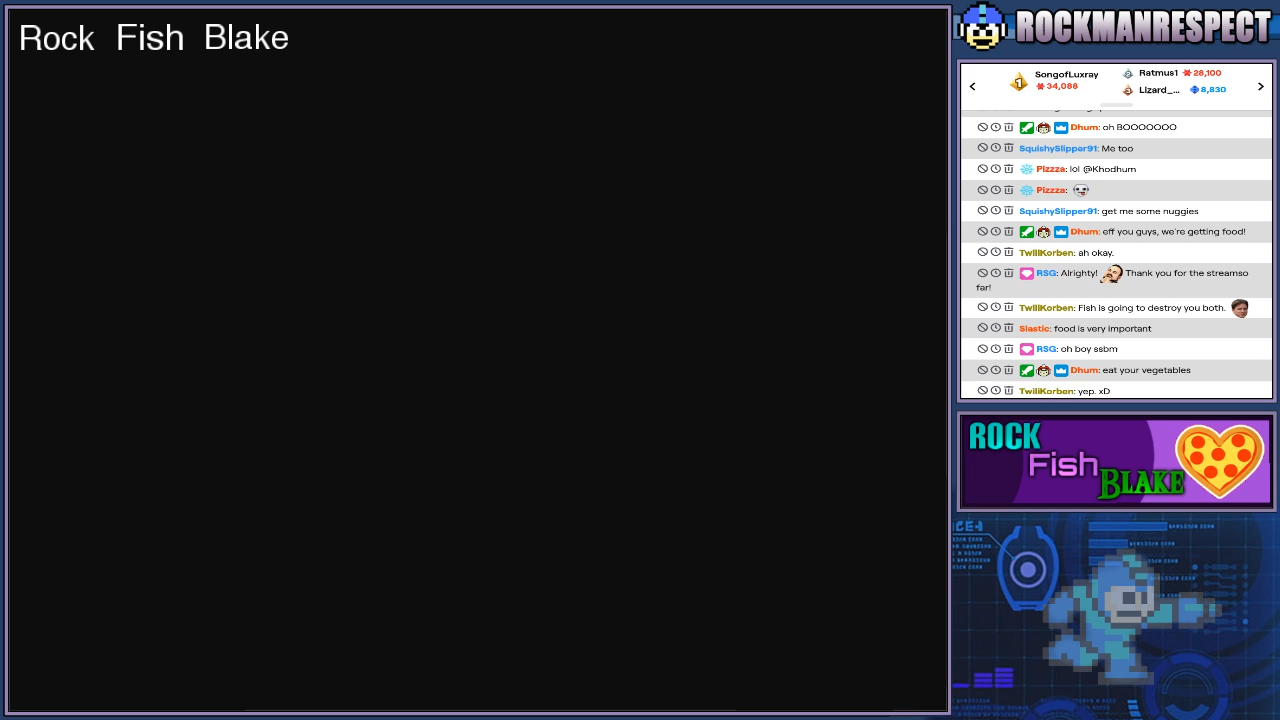 Rock Fish Blake
ROCKMANRESPECT
SongofLuxray
34,086
Ratmus1 28,100
Lizard_... 8,830
Dhum: oh BOOOOOOO
SquishySlipper91: Me too
Pizzza: lol @Khodhum
Pizzza:
SquishySlipper91: get me some nuggies
Dhum: eff you guys, we're getting food!
TwiliKorben: ah okay.
RSG: Alrighty! Thank you for the streamso
far!
TwiliKorben: Fish is going to destroy you both.
Slastic: food is very important
RSG: oh boy ssbm
Dhum: eat your vegetables
TwiliKorben: yep. xD
ROCK
Fish
BLAKE